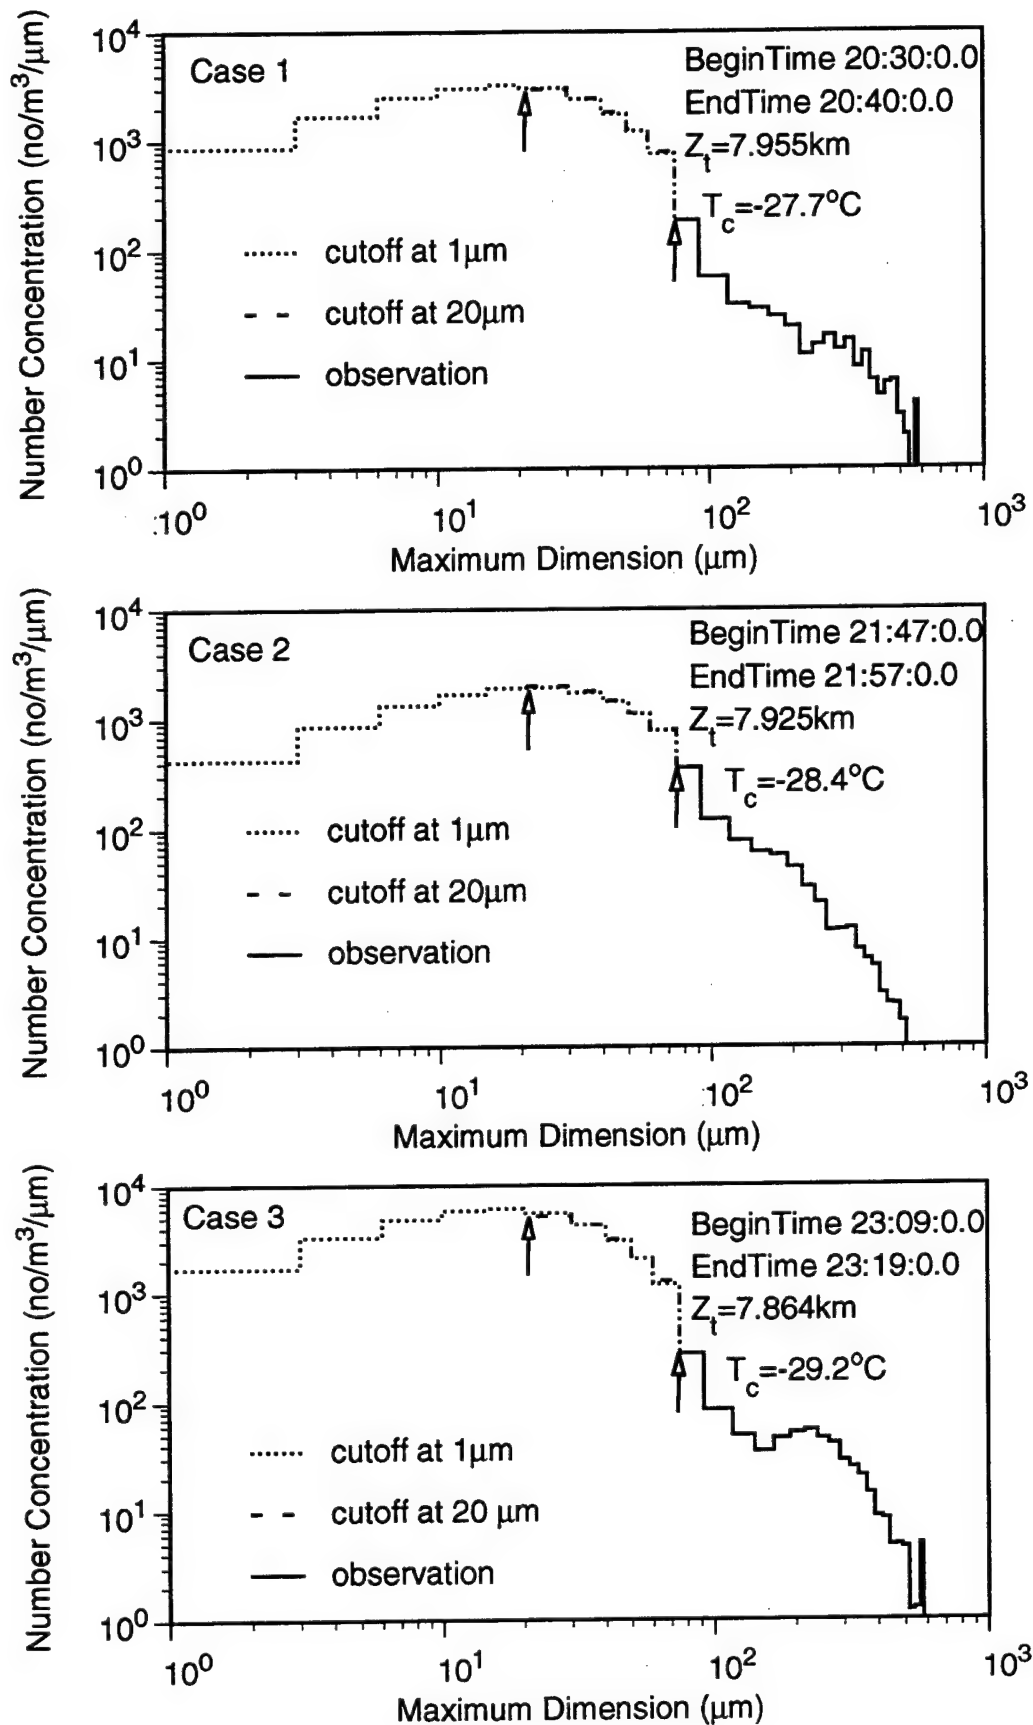 Number Concentration (no/m³/μm)
10⁴
10³
10²
10¹
10⁰
Case 1
BeginTime 20:30:0.0
EndTime 20:40:0.0
Zₜ=7.955km
T_c=-27.7°C
cutoff at 1μm
cutoff at 20μm
observation
10⁰ 10¹ 10² 10³
Maximum Dimension (μm)
Number Concentration (no/m³/μm)
10⁴
10³
10²
10¹
10⁰
Case 2
BeginTime 21:47:0.0
EndTime 21:57:0.0
Zₜ=7.925km
T_c=-28.4°C
cutoff at 1μm
cutoff at 20μm
observation
10⁰ 10¹ 10² 10³
Maximum Dimension (μm)
Number Concentration (no/m³/μm)
10⁴
10³
10²
10¹
10⁰
Case 3
BeginTime 23:09:0.0
EndTime 23:19:0.0
Zₜ=7.864km
T_c=-29.2°C
cutoff at 1μm
cutoff at 20 μm
observation
10⁰ 10¹ 10² 10³
Maximum Dimension (μm)